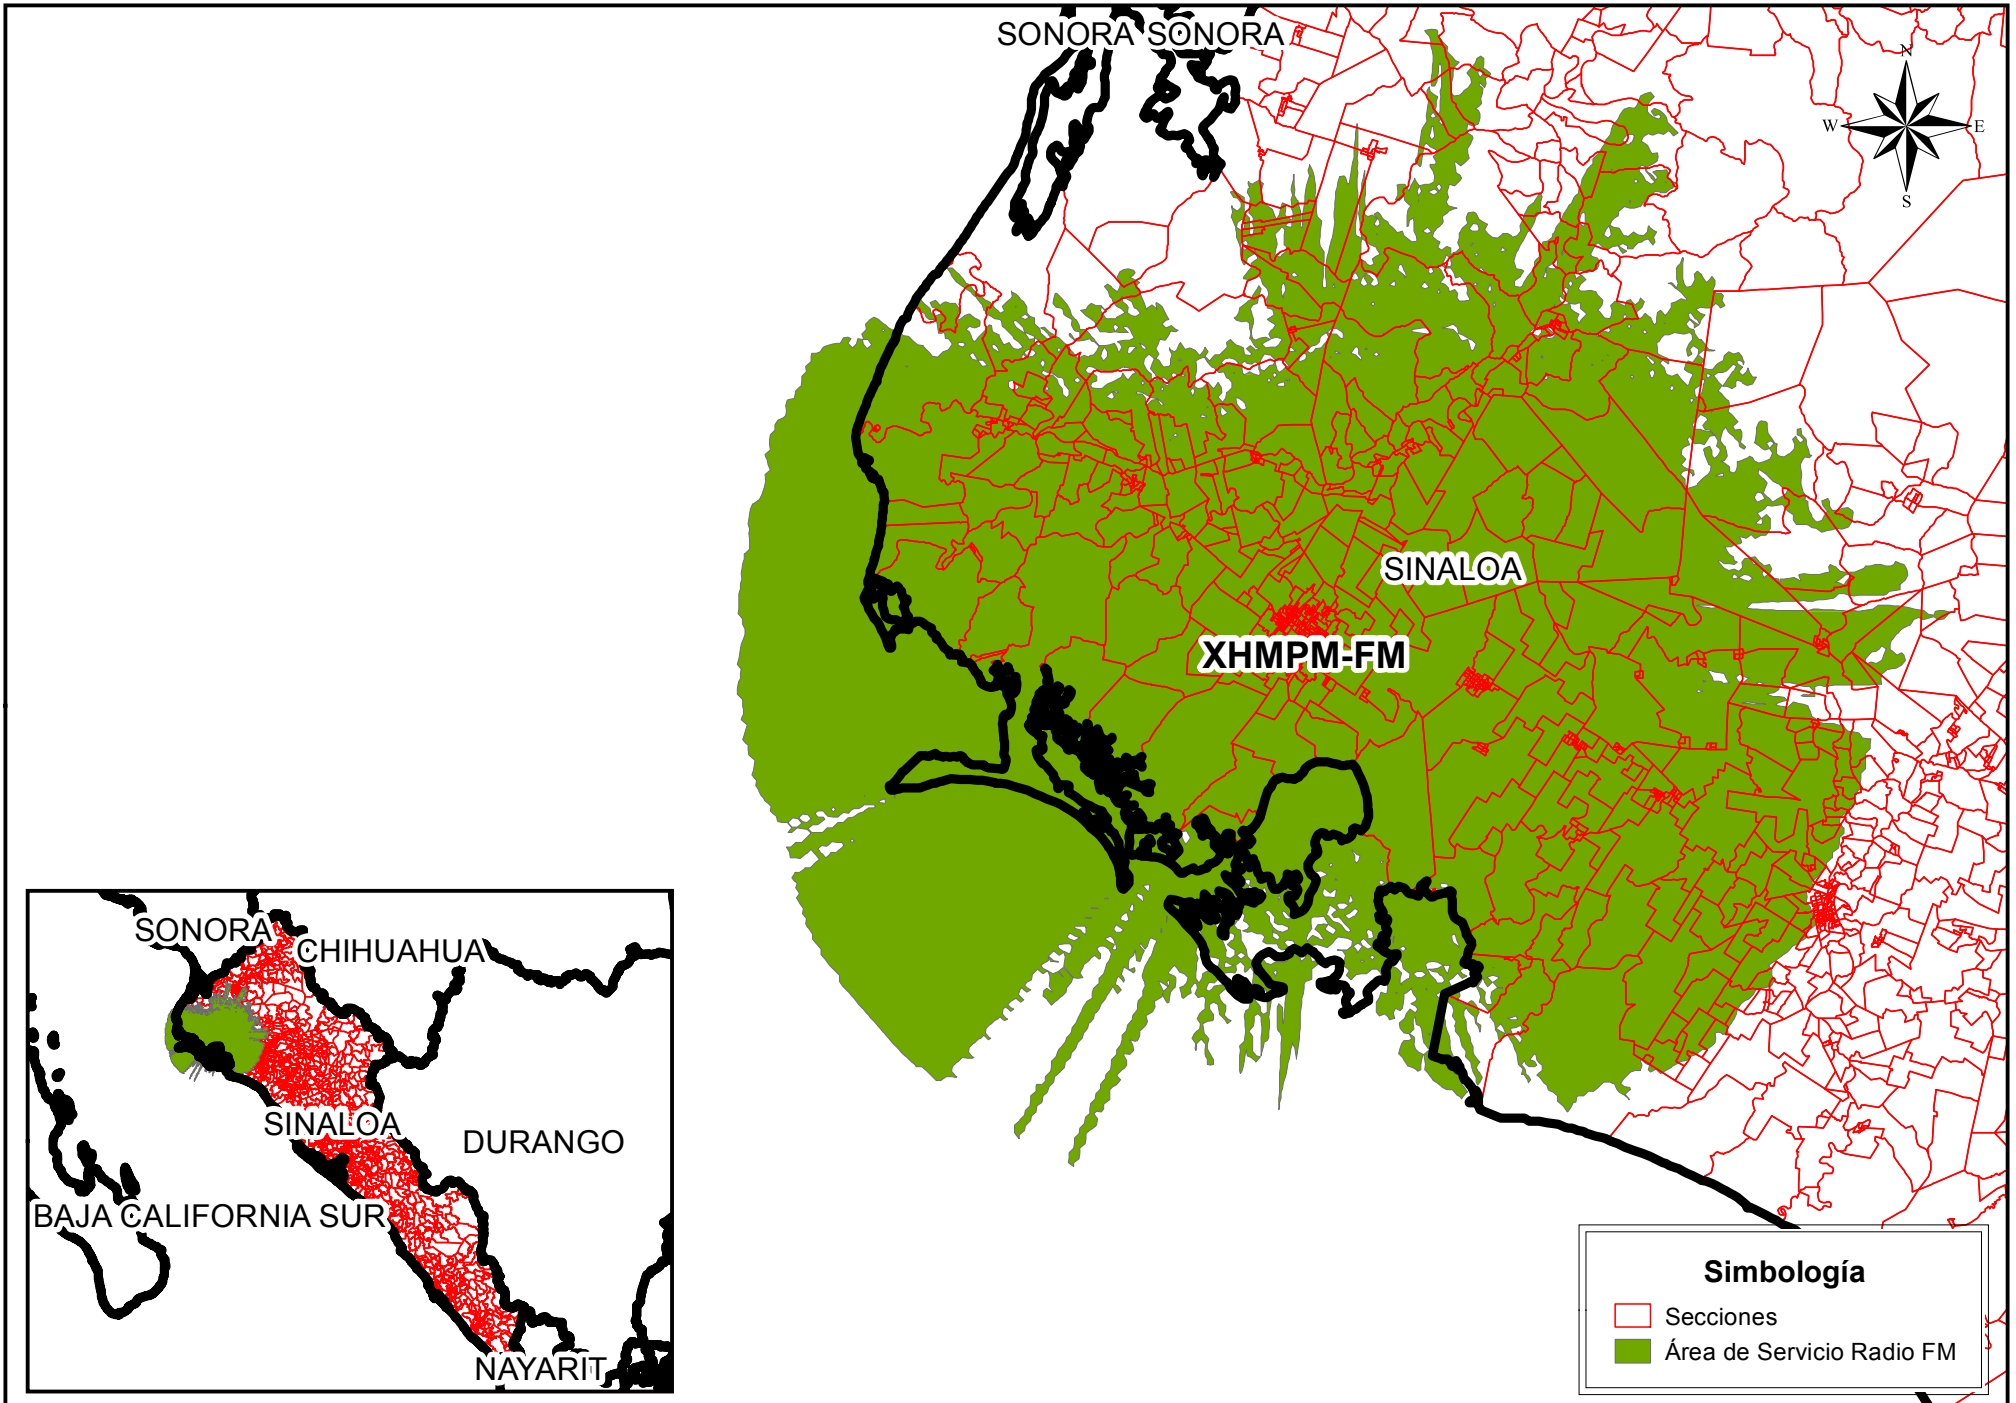 SONORA SONORA
N
W E
S
SINALOA
XHMPM-FM
SONORA
CHIHUAHUA
SINALOA
DURANGO
BAJA CALIFORNIA SUR
NAYARIT
Simbología
Secciones
Área de Servicio Radio FM